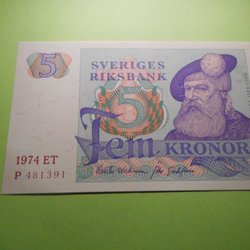 5
SVERIGES
RIKSBANK
5
Fem KRONOR
1974 ET
P 481391